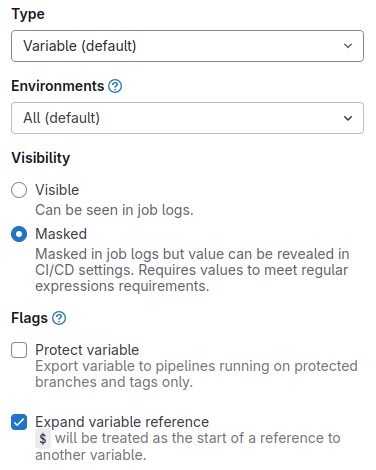 Type
Variable (default)
Environments
All (default)
Visibility
Visible
Can be seen in job logs.
Masked
Masked in job logs but value can be revealed in
CI/CD settings. Requires values to meet regular
expressions requirements.
Flags
Protect variable
Export variable to pipelines running on protected
branches and tags only.
Expand variable reference
$ will be treated as the start of a reference to
another variable.